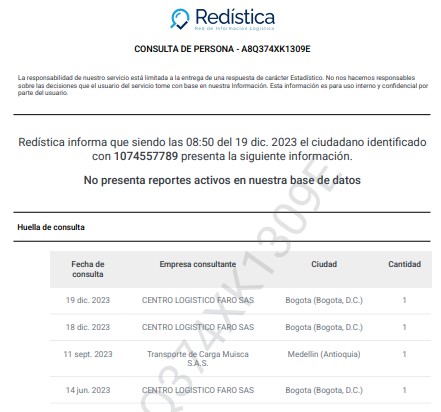 Redística
Red de Información Logística
CONSULTA DE PERSONA - A8Q374XK1309E
La responsabilidad de nuestro servicio está limitada a la entrega de una respuesta de carácter Estadístico. No nos hacemos responsables
sobre las decisiones que el usuario del servicio tome con base en nuestra Información. Esta información es para uso interno y confidencial por
parte del usuario.
Redística informa que siendo las 08:50 del 19 dic. 2023 el ciudadano identificado
con 1074557789 presenta la siguiente información.
No presenta reportes activos en nuestra base de datos
Huella de consulta
Fecha de consulta Empresa consultante Ciudad Cantidad
19 dic. 2023 CENTRO LOGISTICO FARO SAS Bogota (Bogota, D.C.) 1
18 dic. 2023 CENTRO LOGISTICO FARO SAS Bogota (Bogota, D.C.) 1
11 sept. 2023 Transporte de Carga Muisca S.A.S. Medellin (Antioquia) 1
14 jun. 2023 CENTRO LOGISTICO FARO SAS Bogota (Bogota, D.C.) 1
Q374XK1309E